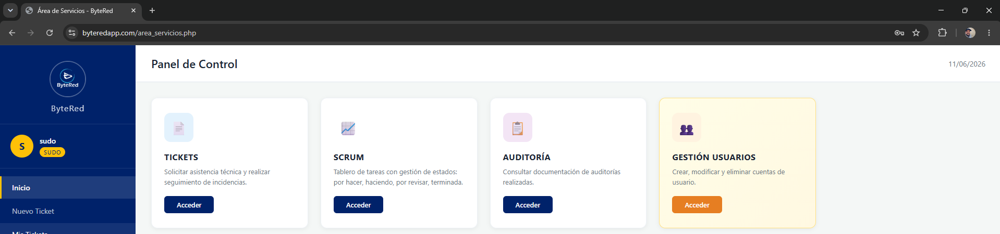 Área de Servicios - ByteRed
byteredapp.com/area_servicios.php
ByteRed
ByteRed
S
sudo
SUDO
Inicio
Nuevo Ticket
Mis Tickets
Panel de Control
11/06/2026
TICKETS
Solicitar asistencia técnica y realizar
seguimiento de incidencias.
Acceder
SCRUM
Tablero de tareas con gestión de estados:
por hacer, haciendo, por revisar, terminada.
Acceder
AUDITORÍA
Consultar documentación de auditorías
realizadas.
Acceder
GESTIÓN USUARIOS
Crear, modificar y eliminar cuentas de
usuario.
Acceder